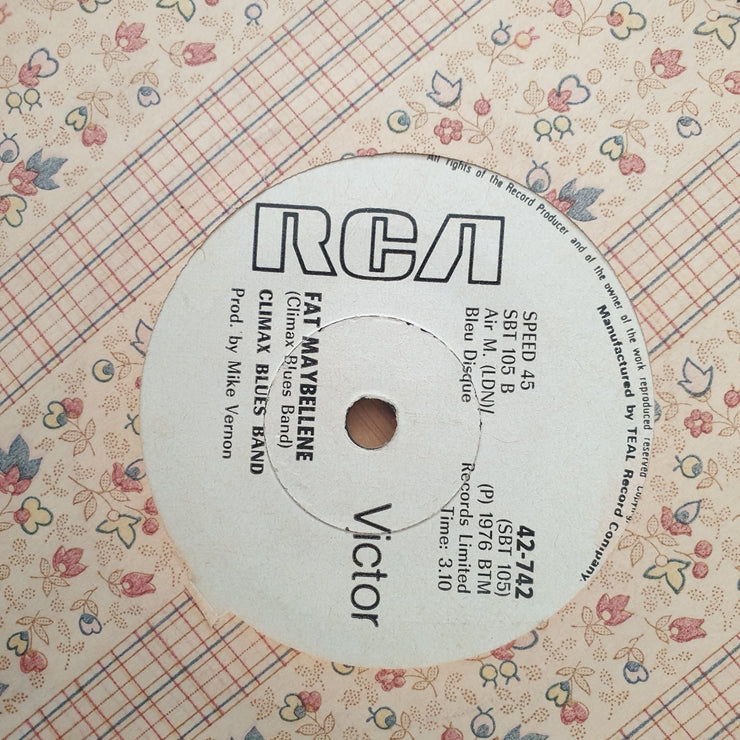 All rights of the Record Producer and of the owner of the work reproduced reserved
Manufactured by TEAL Record Company.
RCA
Victor
SPEED 45
SBT 105 B
Air M. (LDN)/
Bleu Disque
42-742
(SBT 105)
(P) 1976 BTM
Records Limited
Time: 3.10
FAT MAYBELLENE
(Climax Blues Band)
CLIMAX BLUES BAND
Prod. by Mike Vernon